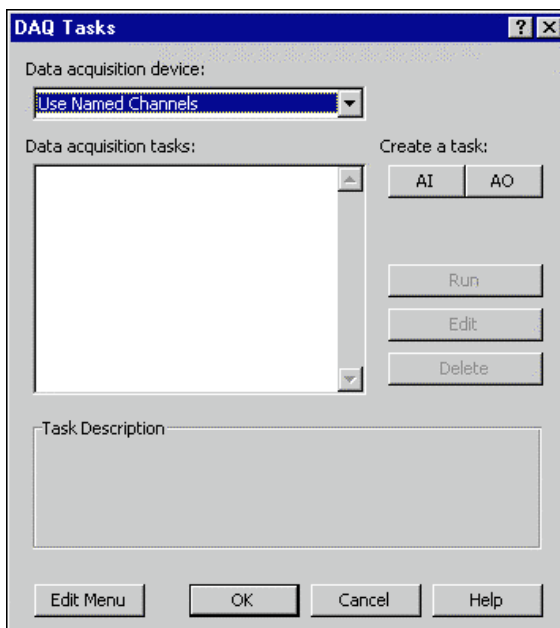 DAQ Tasks
Data acquisition device:
Use Named Channels
Data acquisition tasks:
Create a task:
AI AO
Run
Edit
Delete
Task Description
Edit Menu OK Cancel Help